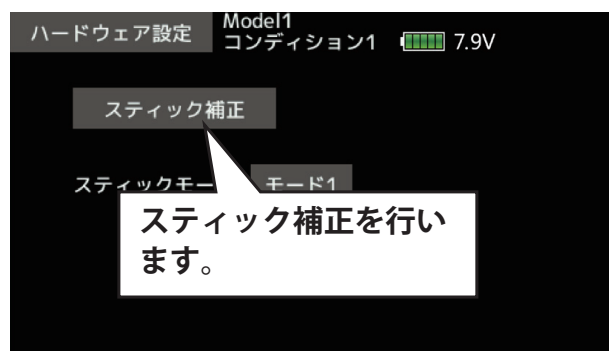 ハードウェア設定
Model1
コンディション1 7.9V
スティック補正
スティックモー モード1
スティック補正を行い
ます。